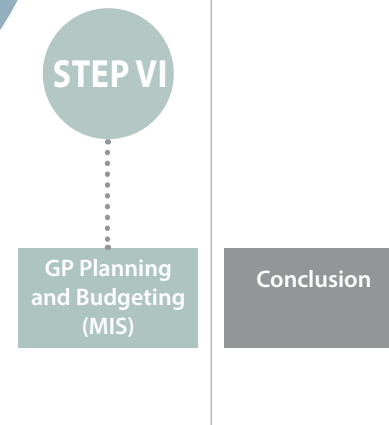 STEP VI
GP Planning
and Budgeting
(MIS)
Conclusion